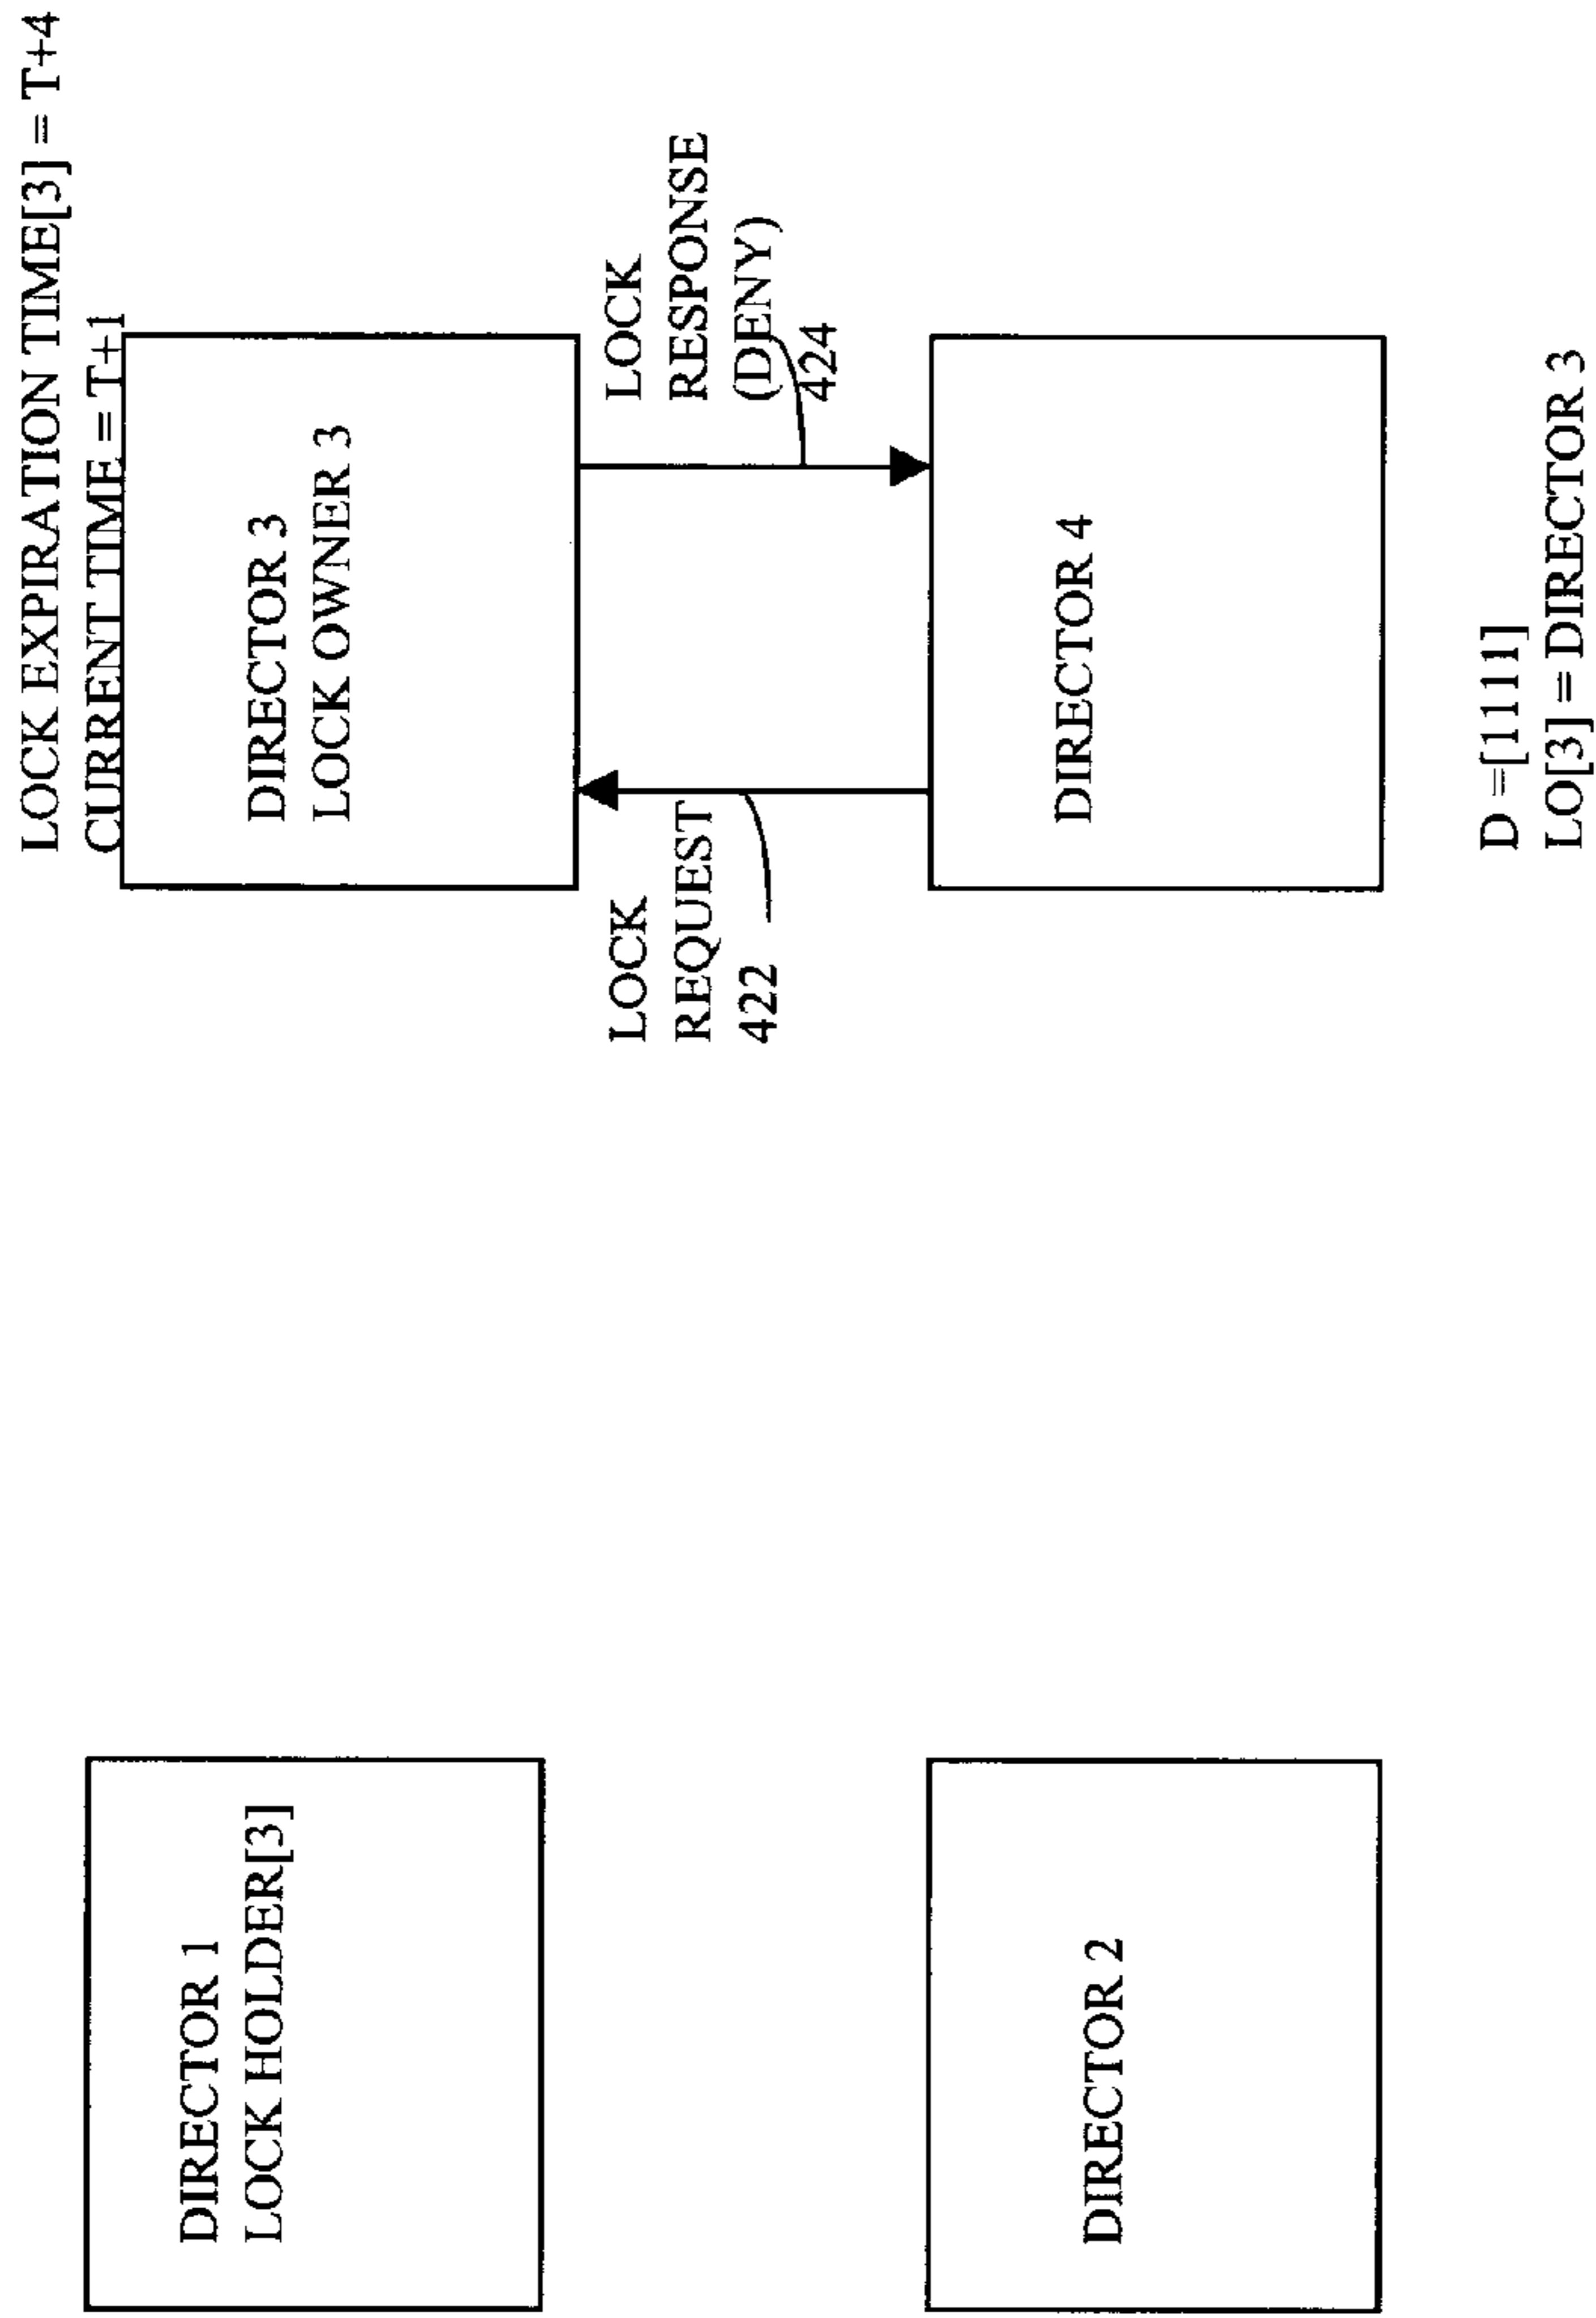 LOCK EXPIRATION TIME[3] = T+4
CURRENT TIME = T+1
DIRECTOR 1
LOCK HOLDER[3]
DIRECTOR 3
LOCK OWNER 3
LOCK
REQUEST
422
LOCK
RESPONSE
(DENY)
424
DIRECTOR 2
DIRECTOR 4
D =[1111]
LO[3] = DIRECTOR 3